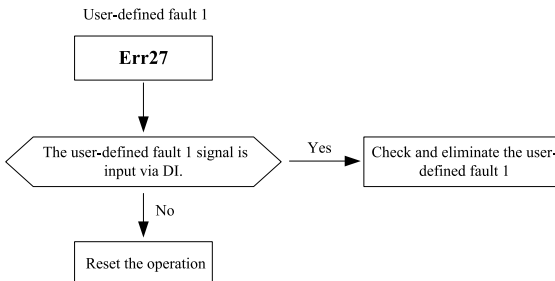 User-defined fault 1
Err27
The user-defined fault 1 signal is
input via DI.
Yes
Check and eliminate the user-
defined fault 1
No
Reset the operation